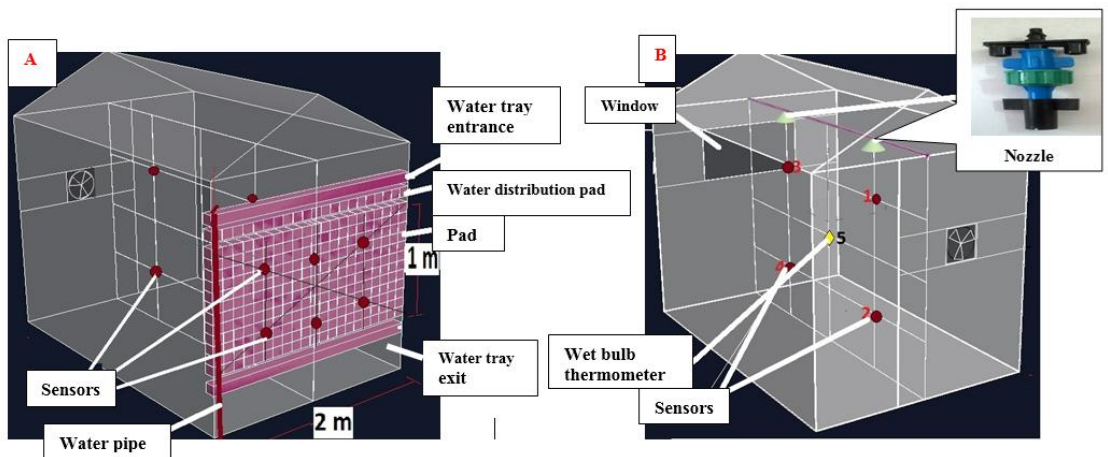 A
Water tray
entrance
Water distribution pad
Pad
1 m
Water tray
exit
2 m
Sensors
Water pipe
B
Window
Nozzle
3
1
5
4
2
Wet bulb
thermometer
Sensors